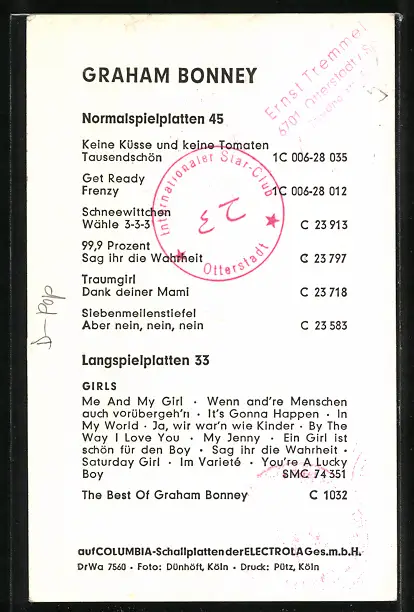 GRAHAM BONNEY
Ernst Tremmel
6701 Otterstadt
Normalspielplatten 45
Keine Küsse und keine Tomaten
Tausendschön 1C 006-28 035
Get Ready
Frenzy 1C 006-28 012
Internationaler Star-Club
23
Otterstadt
Schneewittchen
Wähle 3-3-3 C 23 913
99,9 Prozent
Sag ihr die Wahrheit C 23 797
Traumgirl
Dank deiner Mami C 23 718
Siebenmeilenstiefel
Aber nein, nein, nein C 23 583
D-Pop
Langspielplatten 33
GIRLS
Me And My Girl · Wenn and're Menschen
auch vorübergeh'n · It's Gonna Happen · In
My World · Ja, wir war'n wie Kinder · By The
Way I Love You · My Jenny · Ein Girl ist
schön für den Boy · Sag ihr die Wahrheit ·
Saturday Girl · Im Varieté · You're A Lucky
Boy SMC 74 351
The Best Of Graham Bonney C 1032
auf COLUMBIA-Schallplatten der ELECTROLA Ges.m.b.H.
DrWa 7560 · Foto: Dünhöft, Köln · Druck: Pütz, Köln